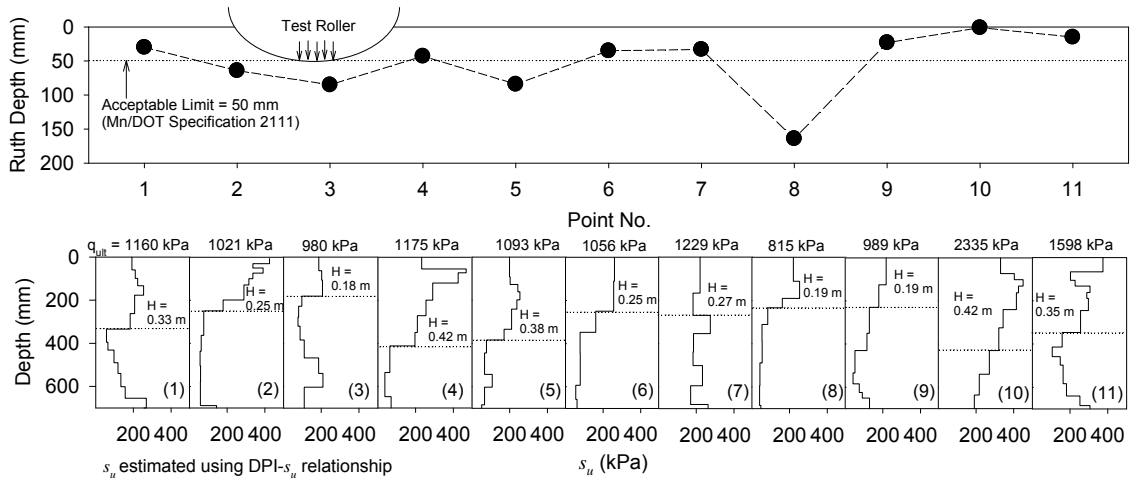 0
50
100
150
200
Ruth Depth (mm)
Test Roller
Acceptable Limit = 50 mm
(Mn/DOT Specification 2111)
1 2 3 4 5 6 7 8 9 10 11
Point No.
q_ult = 1160 kPa 1021 kPa 980 kPa 1175 kPa 1093 kPa 1056 kPa 1229 kPa 815 kPa 989 kPa 2335 kPa 1598 kPa
0
200
400
600
Depth (mm)
H =
0.33 m
(1)
H =
0.25 m
(2)
H =
0.18 m
(3)
H =
0.42 m
(4)
H =
0.38 m
(5)
H =
0.25 m
(6)
H =
0.27 m
(7)
H =
0.19 m
(8)
H =
0.19 m
(9)
H =
0.42 m
(10)
H =
0.35 m
(11)
200 400 200 400 200 400 200 400 200 400 200 400 200 400 200 400 200 400 200 400 200 400
s_u estimated using DPI-s_u relationship
s_u (kPa)